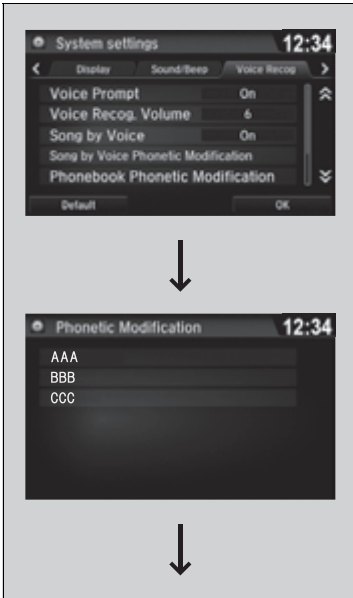 System settings 12:34
Display Sound/Beep Voice Recog
Voice Prompt On
Voice Recog. Volume 6
Song by Voice On
Song by Voice Phonetic Modification
Phonebook Phonetic Modification
Default OK
Phonetic Modification 12:34
AAA
BBB
CCC